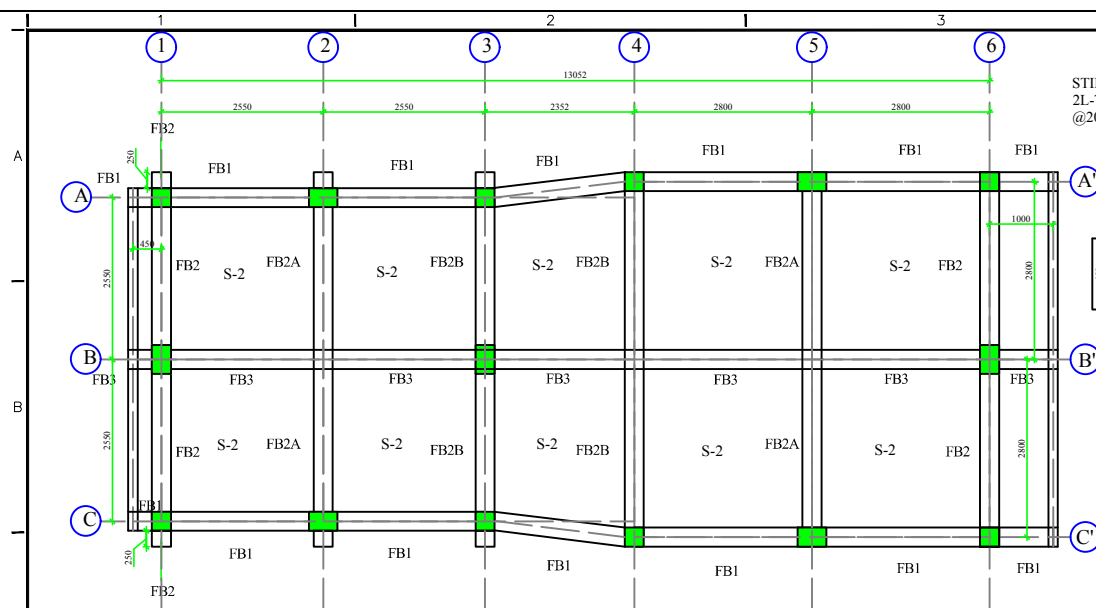 1 2 3
1 2 3 4 5 6
13052
2550 2550 2352 2800 2800
FB2
A
250
FB1 FB1 FB1 FB1 FB1 FB1 FB1
A A'
450 1000
FB2 S-2 FB2A S-2 FB2B S-2 FB2B S-2 FB2A S-2 FB2
2550 2800
B B'
FB3 FB3 FB3 FB3 FB3 FB3 FB3
B
2550 2800
FB2 S-2 FB2A S-2 FB2B S-2 FB2B S-2 FB2A S-2 FB2
FB1
C C'
250
FB1 FB1 FB1 FB1 FB1 FB1
FB2